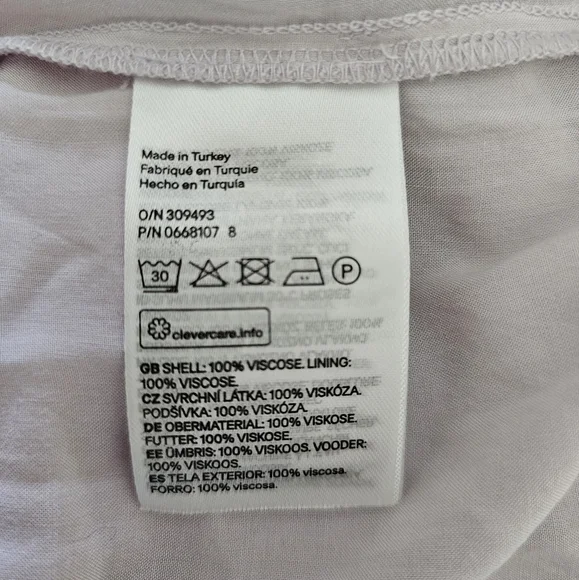 Made in Turkey
Fabriqué en Turquie
Hecho en Turquía
O/N 309493
P/N 0668107 8
30
P
clevercare.info
GB SHELL: 100% VISCOSE. LINING:
100% VISCOSE.
CZ SVRCHNÍ LÁTKA: 100% VISKÓZA.
PODŠÍVKA: 100% VISKÓZA.
DE OBERMATERIAL: 100% VISKOSE.
FUTTER: 100% VISKOSE.
EE ÜMBRIS: 100% VISKOOS. VOODER:
100% VISKOOS.
ES TELA EXTERIOR: 100% viscosa.
FORRO: 100% viscosa.